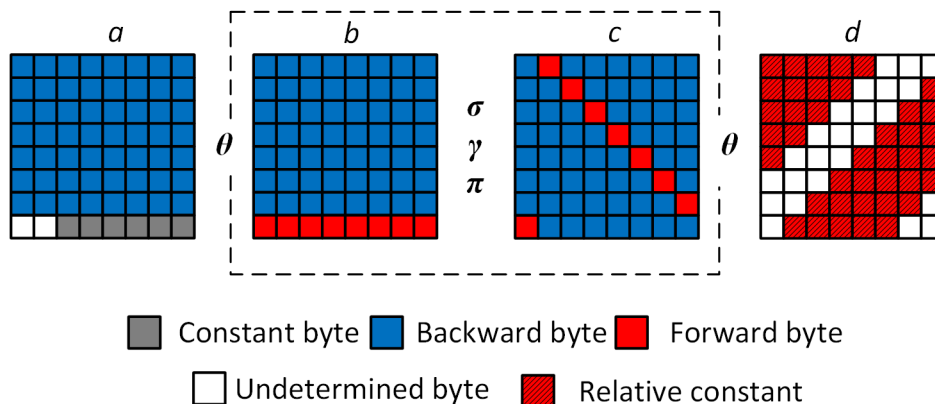 a b c d
θ σ θ
γ
π
Constant byte Backward byte Forward byte
Undetermined byte Relative constant